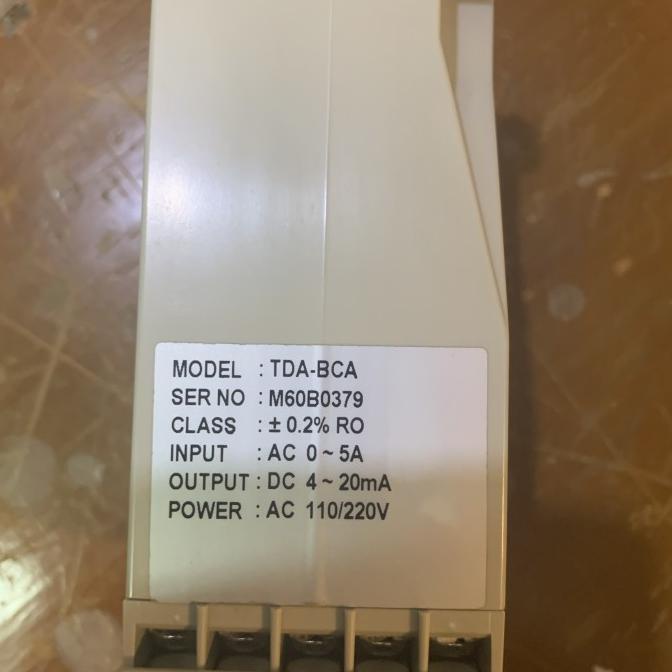 MODEL : TDA-BCA
SER NO : M60B0379
CLASS : ± 0.2% RO
INPUT : AC 0 ~ 5A
OUTPUT : DC 4 ~ 20mA
POWER : AC 110/220V